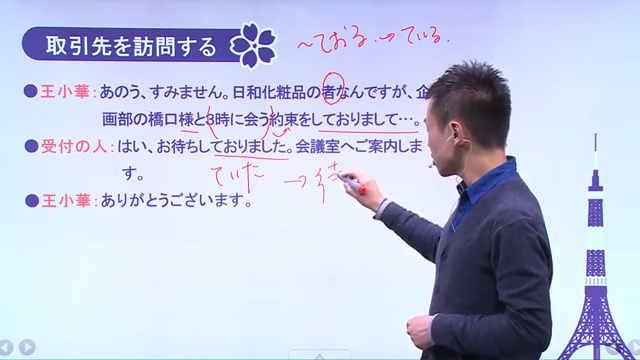 取引先を訪問する
～ておる→ている.
●王小華：あのう、すみません。日和化粧品の者なんですが、企
画部の橋口様と3時に会う約束をしておりまして…。
●受付の人：はい、お待ちしておりました。会議室へご案内しま
す。
ていた →
●王小華：ありがとうございます。